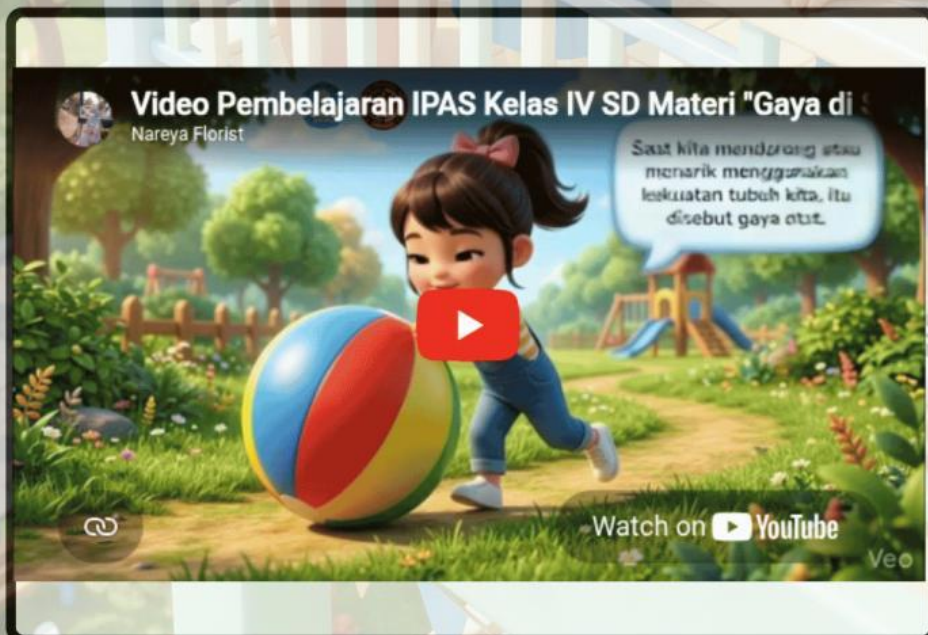 Video Pembelajaran IPAS Kelas IV SD Materi "Gaya di
Nareya Florist
Saat kita mendorong atau
menarik menggunakan
kekuatan tubuh kita, itu
disebut gaya otot.
Watch on YouTube
Veo